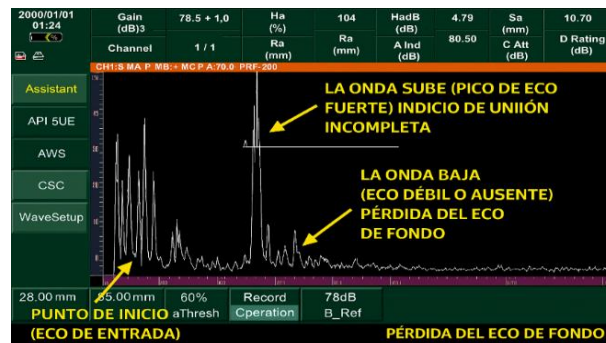 2000/01/01
01:24
Gain
(dB)3
78.5 + 1,0
Ha
(%)
104
HadB
(dB)
4.79
Sa
(mm)
10.70
Channel
1 / 1
Ra
(mm)
Ra
(mm)
A Ind
(dB)
80.50
C Att
(dB)
D Rating
(dB)
CH1:S MA P MB:+ MC P A:70.0 PRF-200
Assistant
API 5UE
AWS
CSC
WaveSetup
LA ONDA SUBE (PICO DE ECO
FUERTE) INDICIO DE UNIIÓN
INCOMPLETA
LA ONDA BAJA
(ECO DÉBIL O AUSENTE)
PÉRDIDA DEL ECO
DE FONDO
28.00 mm
60%
aThresh
Record
Cperation
78dB
B_Ref
PUNTO DE INICIO
(ECO DE ENTRADA)
PÉRDIDA DEL ECO DE FONDO